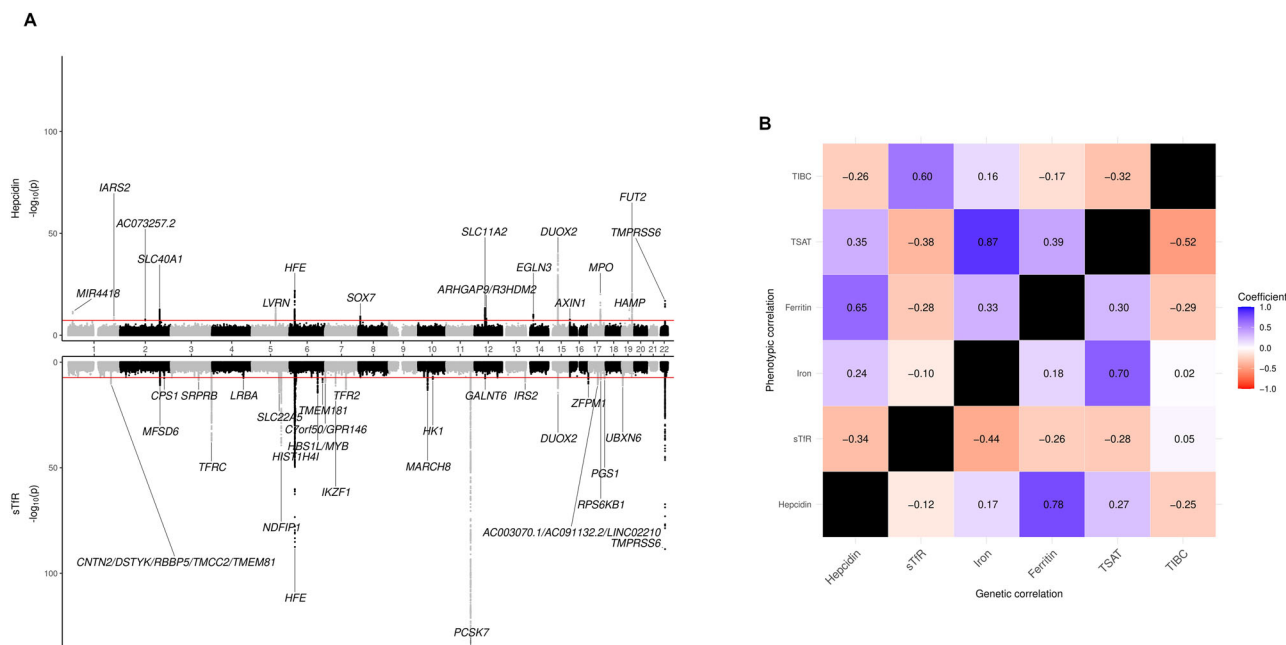 A
Hepcidin
-log10(p)
100
50
0
IARS2
AC073257.2
SLC40A1
MIR4418
HFE
LVRN
SOX7
SLC11A2
ARHGAP9/R3HDM2
DUOX2
EGLN3
AXIN1
MPO
FUT2
TMPRSS6
HAMP
1 2 3 4 5 6 7 8 9 10 11 12 13 14 15 16 17 18 19 20 21 22
sTfR
-log10(p)
0
50
100
CPS1
SRPRB
LRBA
MFSD6
TFRC
SLC22A5
TMEM181
TFR2
C7orf50/GPR146
HBS1L/MYB
HIST1H4I
IKZF1
NDFIP1
CNTN2/DSTYK/RBBP5/TMCC2/TMEM81
HFE
HK1
MARCH8
PCSK7
GALNT6
IRS2
ZFPM1
DUOX2
UBXN6
PGS1
RPS6KB1
AC003070.1/AC091132.2/LINC02210
TMPRSS6
B
Phenotypic correlation
TIBC −0.26 0.60 0.16 −0.17 −0.32
TSAT 0.35 −0.38 0.87 0.39 −0.52
Ferritin 0.65 −0.28 0.33 0.30 −0.29
Iron 0.24 −0.10 0.18 0.70 0.02
sTfR −0.34 −0.44 −0.26 −0.28 0.05
Hepcidin −0.12 0.17 0.78 0.27 −0.25
Hepcidin sTfR Iron Ferritin TSAT TIBC
Genetic correlation
Coefficient
1.0
0.5
0.0
−0.5
−1.0